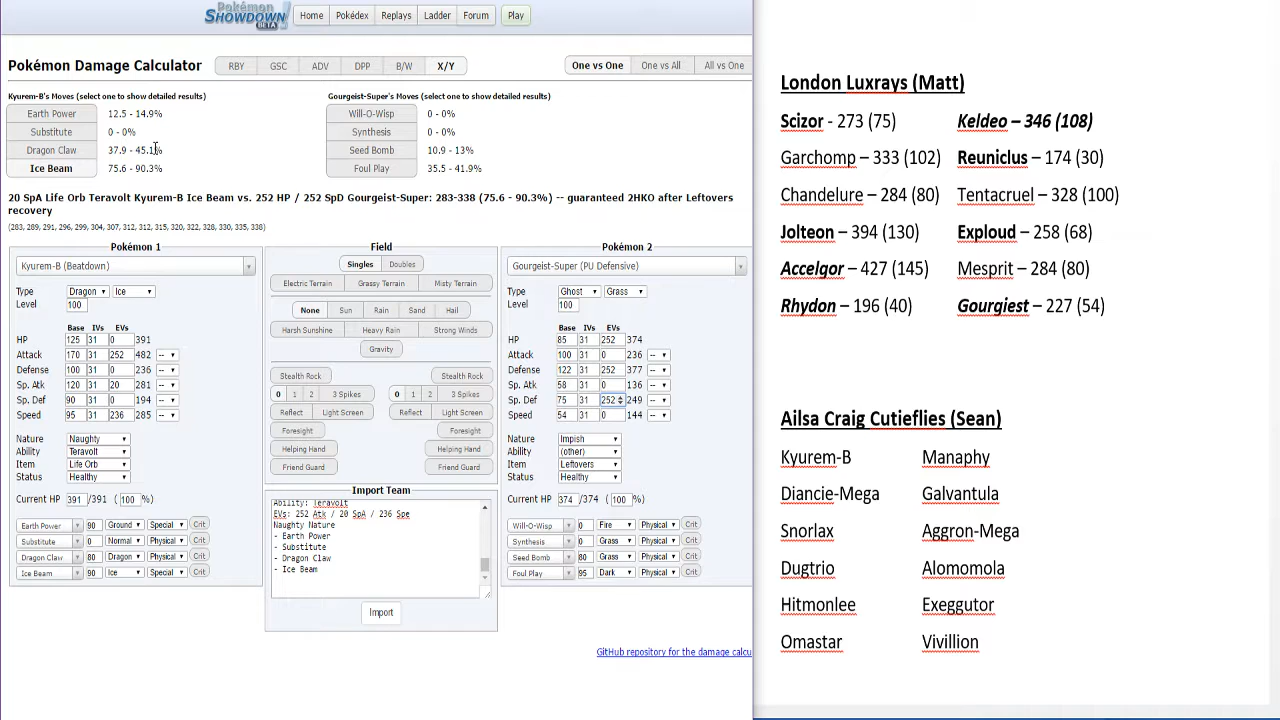 Pokémon SHOWDOWN! BETA Home Pokédex Replays Ladder Forum Play
Pokémon Damage Calculator RBY GSC ADV DPP B/W X/Y One vs One One vs All All vs One
Kyurem-B's Moves (select one to show detailed results) Gourgeist-Super's Moves (select one to show detailed results)
Earth Power 12.5 - 14.9% Will-O-Wisp 0 - 0%
Substitute 0 - 0% Synthesis 0 - 0%
Dragon Claw 37.9 - 45.1% Seed Bomb 10.9 - 13%
Ice Beam 75.6 - 90.3% Foul Play 35.5 - 41.9%
20 SpA Life Orb Teravolt Kyurem-B Ice Beam vs. 252 HP / 252 SpD Gourgeist-Super: 283-338 (75.6 - 90.3%) -- guaranteed 2HKO after Leftovers
recovery
(283, 289, 291, 296, 299, 304, 307, 312, 312, 315, 320, 322, 328, 330, 335, 338)
Pokémon 1
Kyurem-B (Beatdown)
Type Dragon Ice
Level 100
Base IVs EVs
HP 125 31 0 391
Attack 170 31 252 482 --
Defense 100 31 0 236 --
Sp. Atk 120 31 20 281 --
Sp. Def 90 31 0 194 --
Speed 95 31 236 285 --
Nature Naughty
Ability Teravolt
Item Life Orb
Status Healthy
Current HP 391 /391 ( 100 %)
Earth Power 90 Ground Special Crit
Substitute 0 Normal Physical Crit
Dragon Claw 80 Dragon Physical Crit
Ice Beam 90 Ice Special Crit
Field
Singles Doubles
Electric Terrain Grassy Terrain Misty Terrain
None Sun Rain Sand Hail
Harsh Sunshine Heavy Rain Strong Winds
Gravity
Stealth Rock Stealth Rock
0 1 2 3 Spikes 0 1 2 3 Spikes
Reflect Light Screen Reflect Light Screen
Foresight Foresight
Helping Hand Helping Hand
Friend Guard Friend Guard
Import Team
Ability: Teravolt
EVs: 252 Atk / 20 SpA / 236 Spe
Naughty Nature
- Earth Power
- Substitute
- Dragon Claw
- Ice Beam
Import
Pokémon 2
Gourgeist-Super (PU Defensive)
Type Ghost Grass
Level 100
Base IVs EVs
HP 85 31 252 374
Attack 100 31 0 236 --
Defense 122 31 252 377 --
Sp. Atk 58 31 0 136 --
Sp. Def 75 31 252 249 --
Speed 54 31 0 144 --
Nature Impish
Ability (other)
Item Leftovers
Status Healthy
Current HP 374 /374 ( 100 %)
Will-O-Wisp 0 Fire Physical Crit
Synthesis 0 Grass Physical Crit
Seed Bomb 80 Grass Physical Crit
Foul Play 95 Dark Physical Crit
GitHub repository for the damage calcu
London Luxrays (Matt)
Scizor - 273 (75) Keldeo – 346 (108)
Garchomp – 333 (102) Reuniclus – 174 (30)
Chandelure – 284 (80) Tentacruel – 328 (100)
Jolteon – 394 (130) Exploud – 258 (68)
Accelgor – 427 (145) Mesprit – 284 (80)
Rhydon – 196 (40) Gourgiest – 227 (54)
Ailsa Craig Cutieflies (Sean)
Kyurem-B Manaphy
Diancie-Mega Galvantula
Snorlax Aggron-Mega
Dugtrio Alomomola
Hitmonlee Exeggutor
Omastar Vivillion